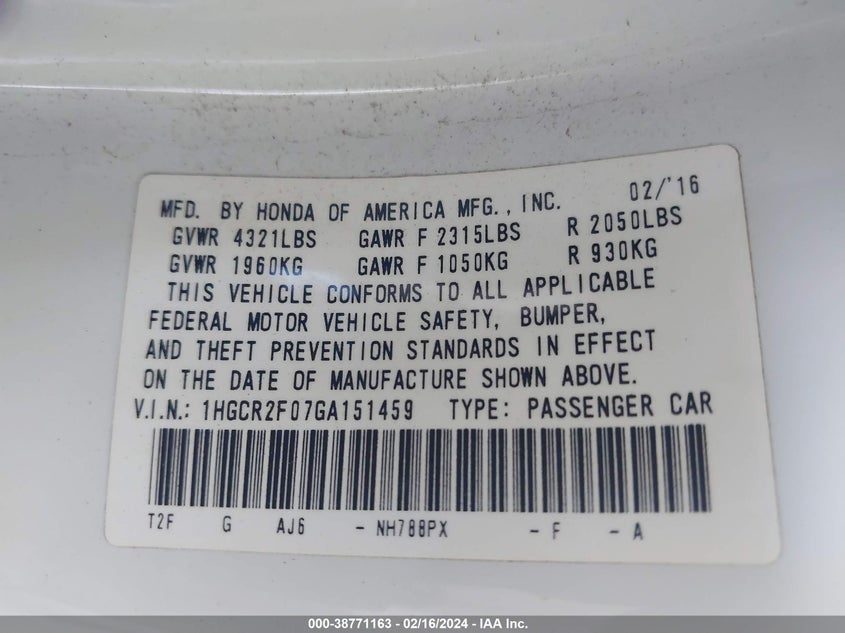 MFD. BY HONDA OF AMERICA MFG., INC. 02/'16
GVWR 4321LBS GAWR F 2315LBS R 2050LBS
GVWR 1960KG GAWR F 1050KG R 930KG
THIS VEHICLE CONFORMS TO ALL APPLICABLE
FEDERAL MOTOR VEHICLE SAFETY, BUMPER,
AND THEFT PREVENTION STANDARDS IN EFFECT
ON THE DATE OF MANUFACTURE SHOWN ABOVE.
V.I.N.: 1HGCR2F07GA151459 TYPE: PASSENGER CAR
T2F G AJ6 - NH788PX - F - A
000-38771163 - 02/16/2024 - IAA Inc.